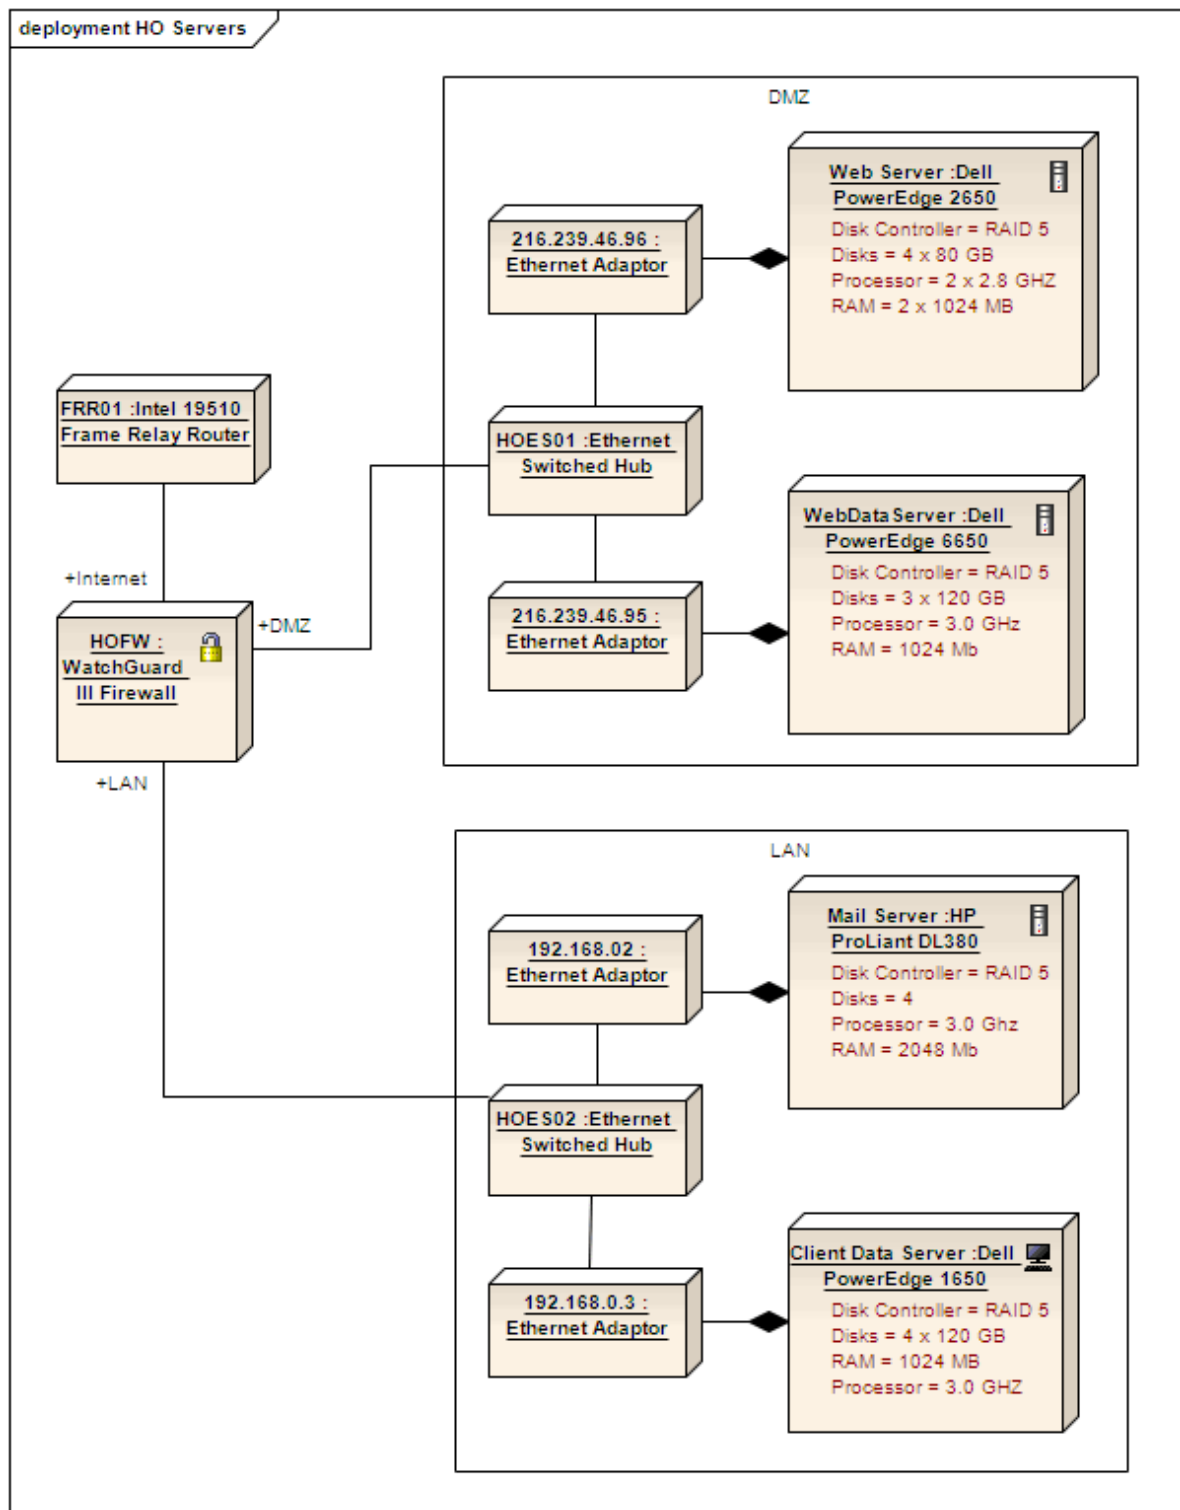 deployment HO Servers
DMZ
Web Server :Dell
PowerEdge 2650
Disk Controller = RAID 5
Disks = 4 x 80 GB
Processor = 2 x 2.8 GHZ
RAM = 2 x 1024 MB
216.239.46.96 :
Ethernet Adaptor
FRR01 :Intel 19510
Frame Relay Router
HOES01 :Ethernet
Switched Hub
WebDataServer :Dell
PowerEdge 6650
Disk Controller = RAID 5
Disks = 3 x 120 GB
Processor = 3.0 GHz
RAM = 1024 Mb
+Internet
216.239.46.95 :
Ethernet Adaptor
+DMZ
HOFW :
WatchGuard
III Firewall
+LAN
LAN
Mail Server :HP
ProLiant DL380
Disk Controller = RAID 5
Disks = 4
Processor = 3.0 Ghz
RAM = 2048 Mb
192.168.02 :
Ethernet Adaptor
HOES02 :Ethernet
Switched Hub
Client Data Server :Dell
PowerEdge 1650
Disk Controller = RAID 5
Disks = 4 x 120 GB
RAM = 1024 MB
Processor = 3.0 GHZ
192.168.0.3 :
Ethernet Adaptor